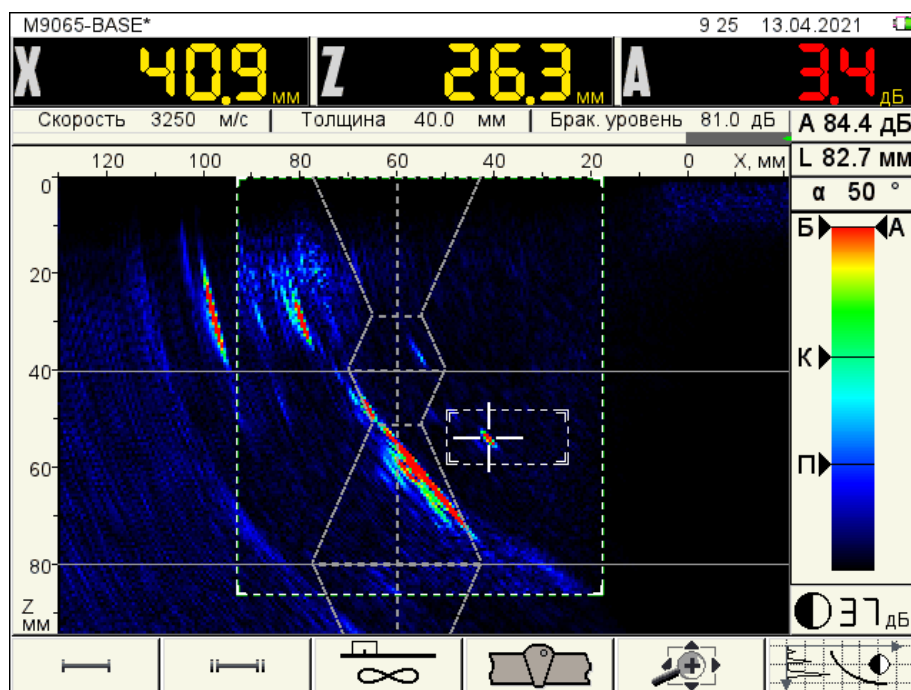 M9065-BASE* 9 25 13.04.2021
X 40.9 мм Z 26.3 мм A 3.4 дБ
Скорость 3250 м/с Толщина 40.0 мм Брак. уровень 81.0 дБ A 84.4 дБ
L 82.7 мм
α 50 °
120 100 80 60 40 20 0 X, мм
0
20
40
60
80
Z
мм
Б А
К
П
37 дБ